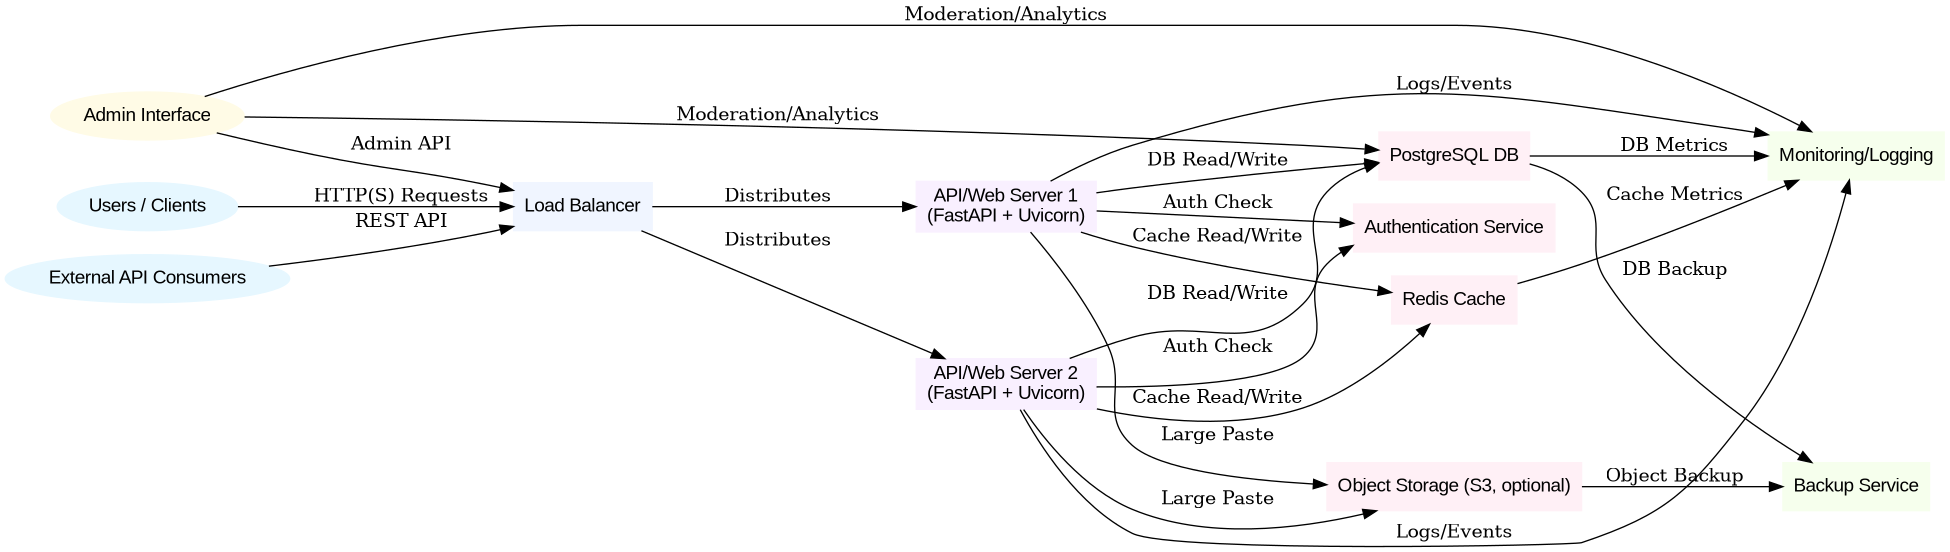 Moderation/Analytics
Logs/Events
Admin Interface
Moderation/Analytics
Admin API
DB Read/Write
PostgreSQL DB
DB Metrics
Monitoring/Logging
Users / Clients
HTTP(S) Requests
Load Balancer
Distributes
API/Web Server 1
(FastAPI + Uvicorn)
Auth Check
Cache Metrics
REST API
Authentication Service
Distributes
Cache Read/Write
External API Consumers
DB Backup
DB Read/Write
Redis Cache
Auth Check
API/Web Server 2
(FastAPI + Uvicorn)
Cache Read/Write
Large Paste
Object Storage (S3, optional)
Object Backup
Backup Service
Large Paste
Logs/Events